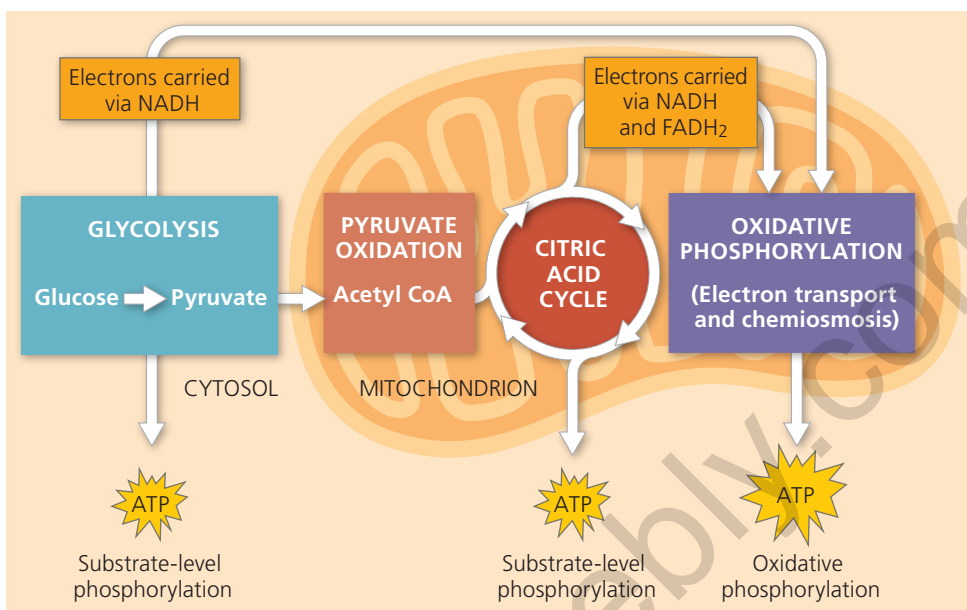 Electrons carried
via NADH
Electrons carried
via NADH
and FADH₂
GLYCOLYSIS
Glucose
Pyruvate
PYRUVATE
OXIDATION
Acetyl CoA
CITRIC
ACID
CYCLE
OXIDATIVE
PHOSPHORYLATION
(Electron transport
and chemiosmosis)
CYTOSOL
MITOCHONDRION
ATP
ATP
ATP
Substrate-level
phosphorylation
Substrate-level
phosphorylation
Oxidative
phosphorylation
ebly.com